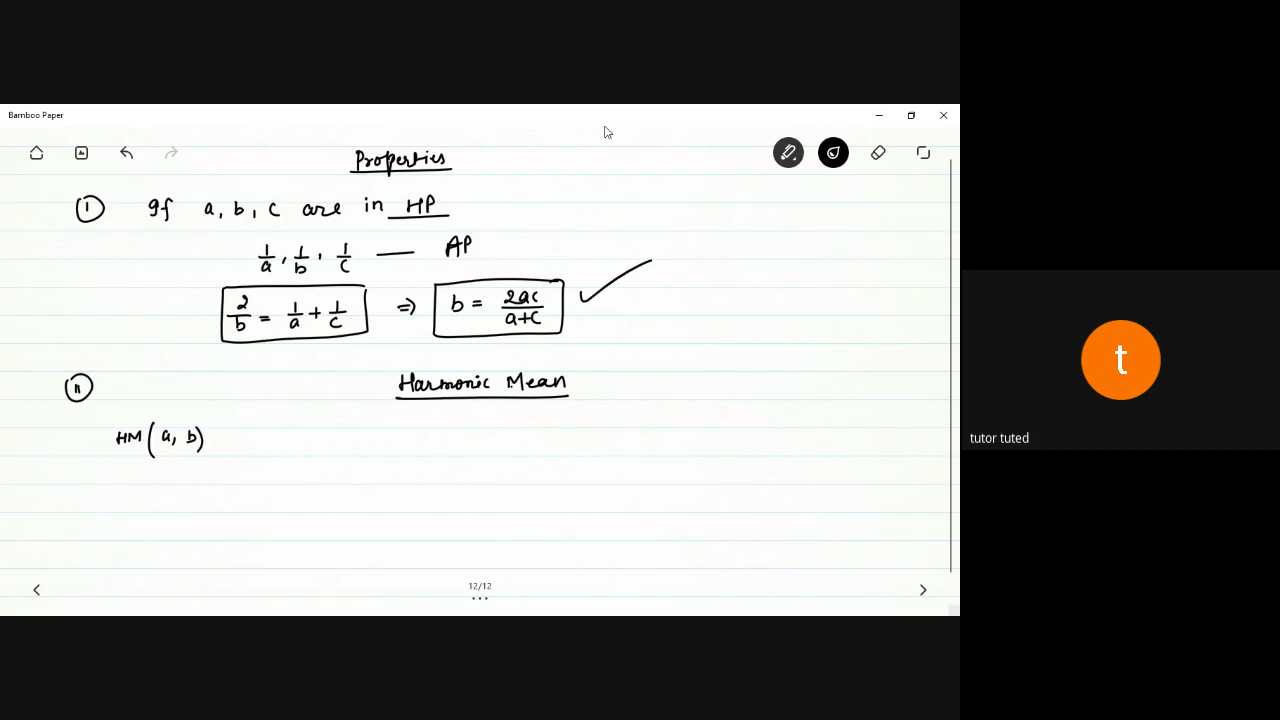 Bamboo Paper
Properties
① If a, b, c are in HP
1/a, 1/b, 1/c — AP
2/b = 1/a + 1/c ⇒ b = 2ac/a+c ✓
⑪ Harmonic Mean
HM (a, b)
12/12
t
tutor tuted